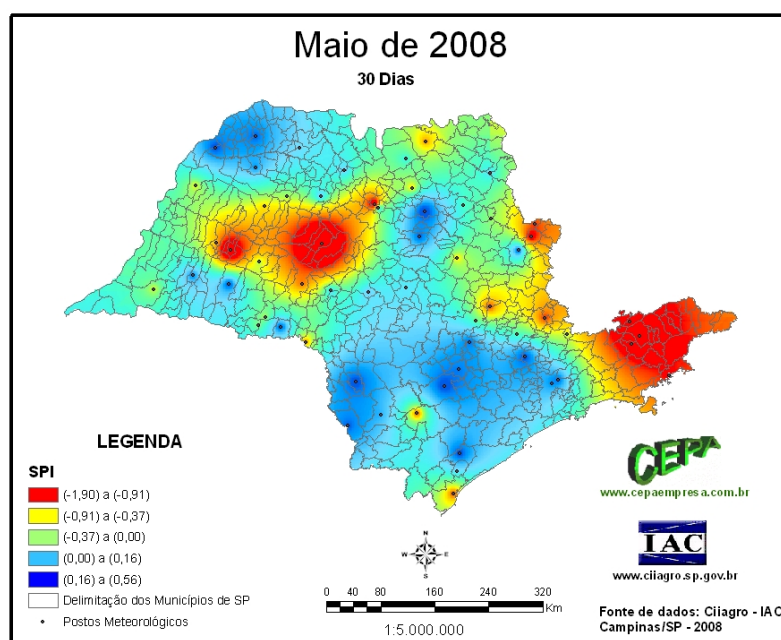 Maio de 2008
30 Dias
LEGENDA
SPI
(-1,90) a (-0,91)
(-0,91) a (-0,37)
(-0,37) a (0,00)
(0,00) a (0,16)
(0,16) a (0,56)
Delimitação dos Municípios de SP
Postos Meteorológicos
N
W E
S
0 40 80 160 240 320
Km
1:5.000.000
CEPA
www.cepaempresa.com.br
IAC
www.ciiagro.sp.gov.br
Fonte de dados: Ciiagro - IAC
Campinas/SP - 2008